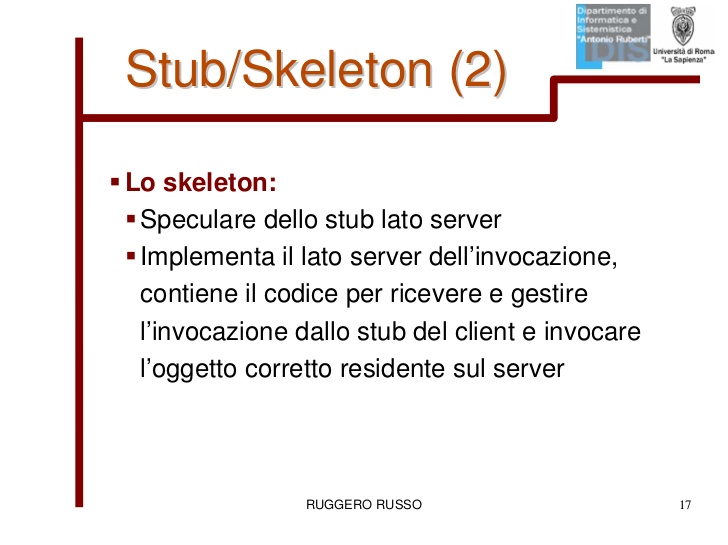 Dipartimento di
Informatica e
Sistemistica
"Antonio Ruberti"
DIS
Università di Roma
"La Sapienza"
Stub/Skeleton (2)
▪ Lo skeleton:
▪ Speculare dello stub lato server
▪ Implementa il lato server dell'invocazione,
contiene il codice per ricevere e gestire
l'invocazione dallo stub del client e invocare
l'oggetto corretto residente sul server
RUGGERO RUSSO
17